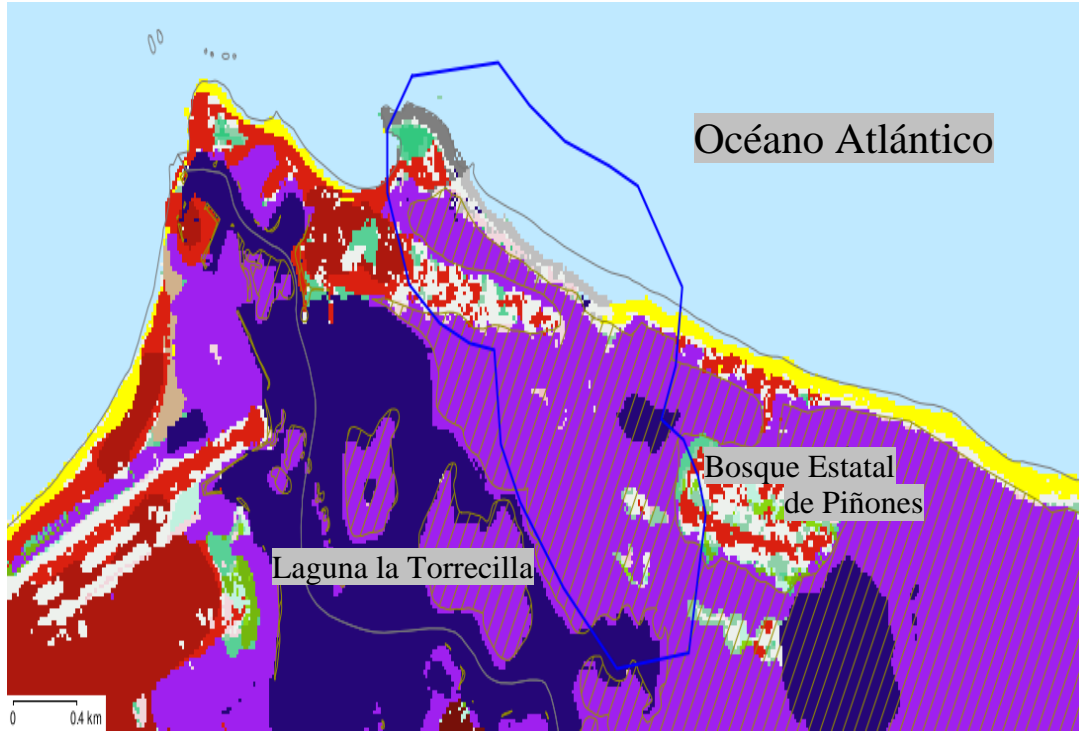 Océano Atlántico
Bosque Estatal
de Piñones
Laguna la Torrecilla
0 0.4 km